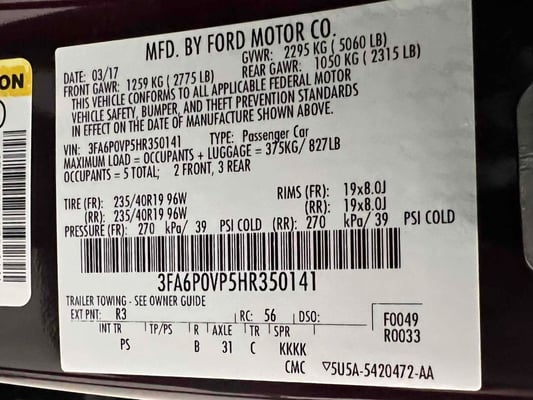 MFD. BY FORD MOTOR CO.
DATE: 03/17 GVWR: 2295 KG ( 5060 LB)
FRONT GAWR: 1259 KG ( 2775 LB) REAR GAWR: 1050 KG ( 2315 LB)
THIS VEHICLE CONFORMS TO ALL APPLICABLE FEDERAL MOTOR
VEHICLE SAFETY, BUMPER, AND THEFT PREVENTION STANDARDS
IN EFFECT ON THE DATE OF MANUFACTURE SHOWN ABOVE.
VIN: 3FA6P0VP5HR350141 TYPE: Passenger Car
MAXIMUM LOAD = OCCUPANTS + LUGGAGE = 375KG/ 827LB
OCCUPANTS = 5 TOTAL; 2 FRONT, 3 REAR
TIRE (FR): 235/40R19 96W RIMS (FR): 19x8.0J
(RR): 235/40R19 96W (RR): 19x8.0J
PRESSURE (FR): 270 kPa/ 39 PSI COLD (RR): 270 kPa/ 39 PSI COLD
3FA6P0VP5HR350141
TRAILER TOWING - SEE OWNER GUIDE
EXT PNT: R3 RC: 56 DSO: F0049
R0033
INT TR TP/PS R AXLE TR SPR
PS B 31 C KKKK
CMC ▽5U5A-5420472-AA
ON